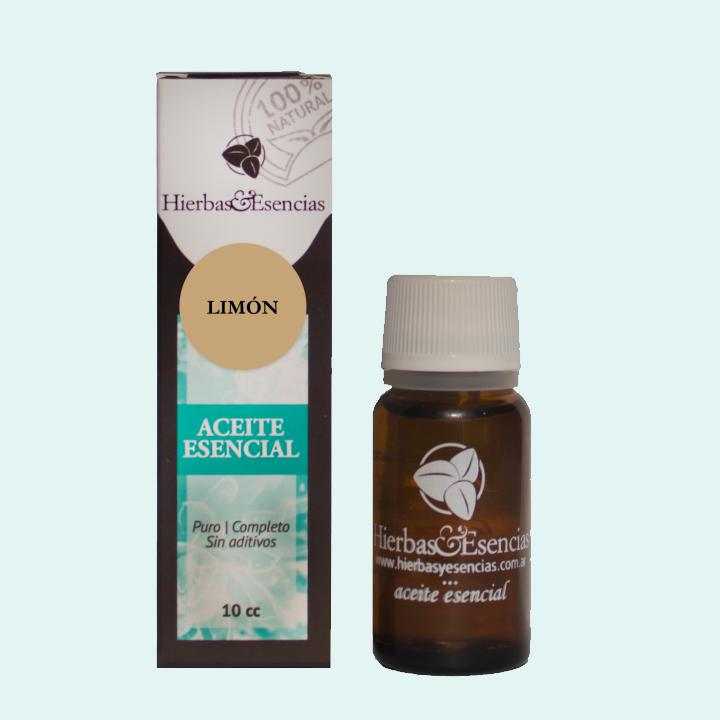 100%
NATURAL
Hierbas&Esencias
LIMÓN
ACEITE
ESENCIAL
Puro | Completo
Sin aditivos
10 cc
Hierbas&Esencias
www.hierbasyesencias.com.ar
aceite esencial